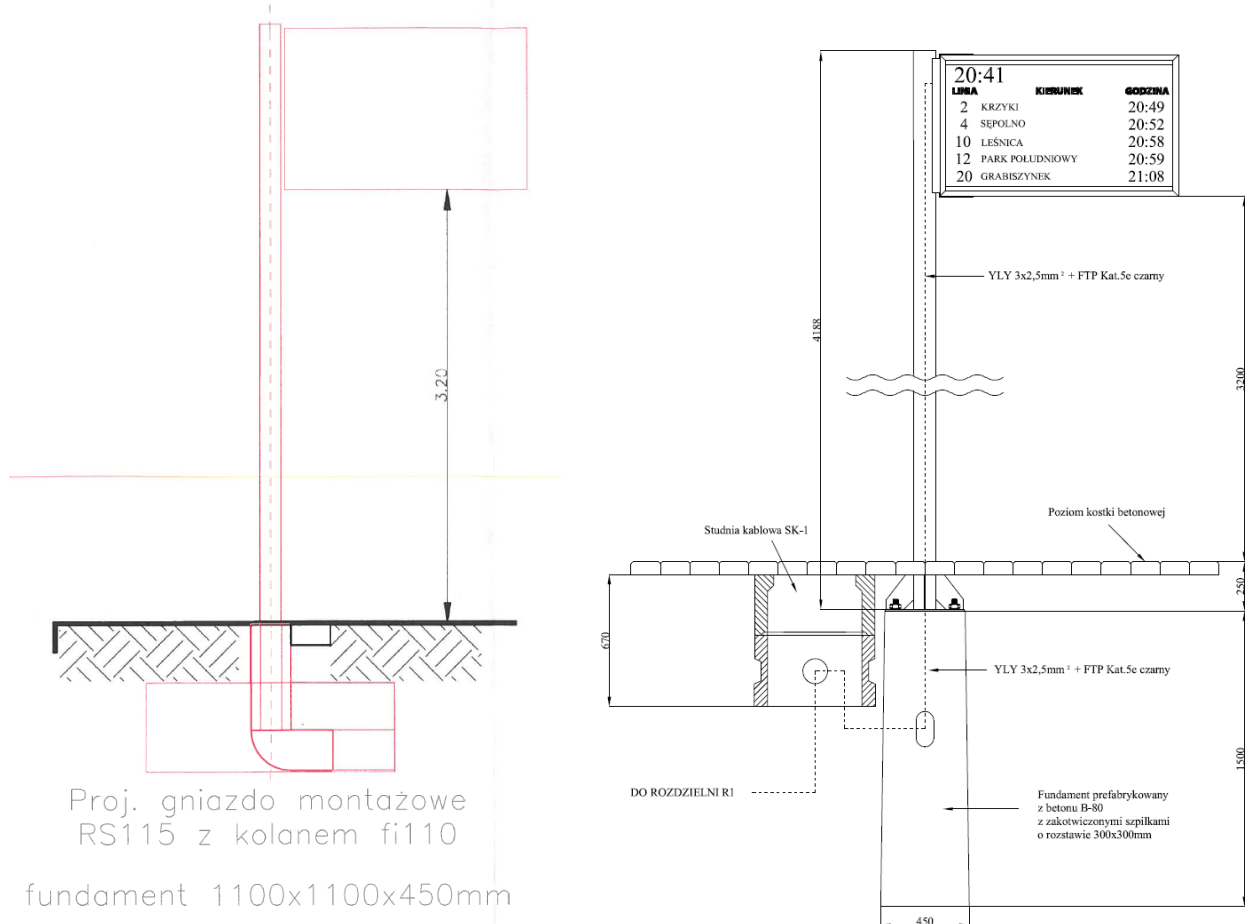 3.20
Proj. gniazdo montażowe
RS115 z kolanem fi110
fundament 1100x1100x450mm
20:41
LINIA KIERUNEK GODZINA
2 KRZYKI 20:49
4 SĘPOLNO 20:52
10 LEŚNICA 20:58
12 PARK POŁUDNIOWY 20:59
20 GRABISZYNEK 21:08
YLY 3x2,5mm² + FTP Kat.5e czarny
4188
3200
Studnia kablowa SK-1
Poziom kostki betonowej
250
670
YLY 3x2,5mm² + FTP Kat.5e czarny
DO ROZDZIELNI R1
1500
Fundament prefabrykowany
z betonu B-80
z zakotwiczonymi szpilkami
o rozstawie 300x300mm
450